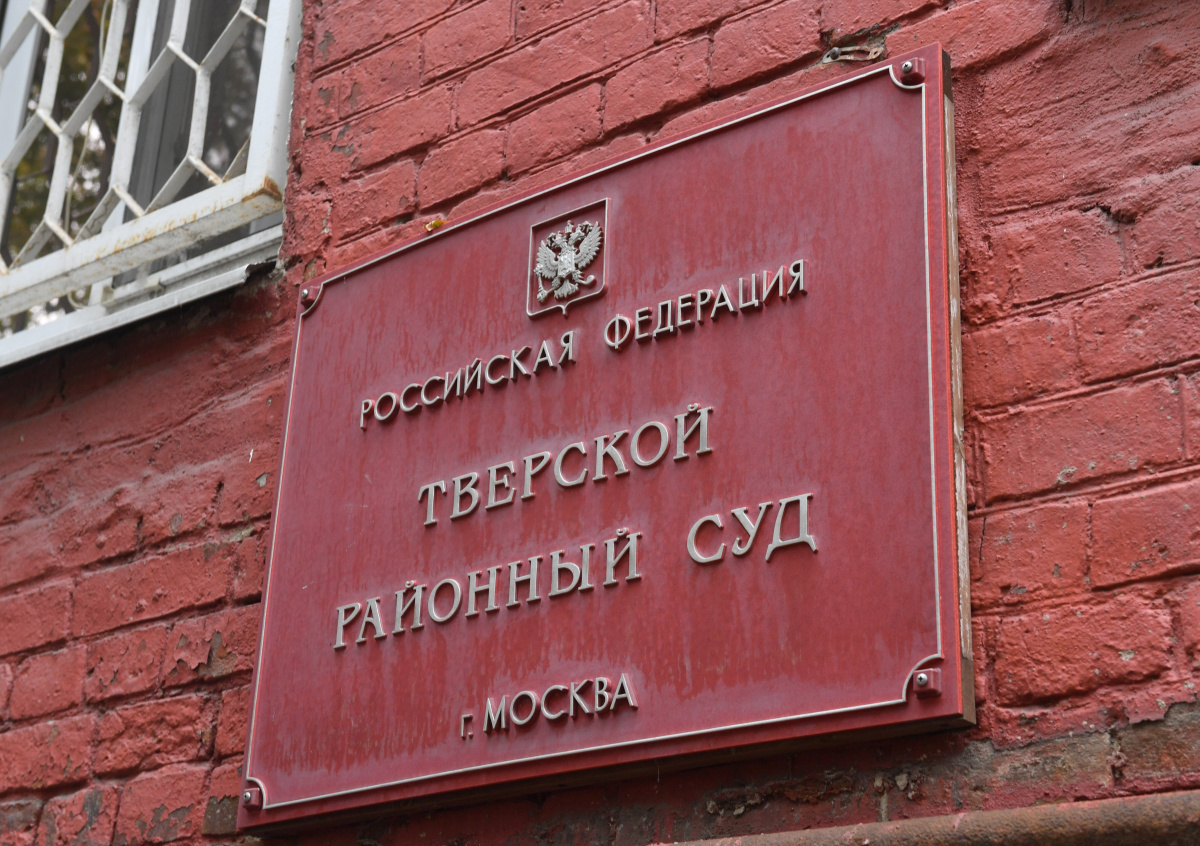 РОССИЙСКАЯ ФЕДЕРАЦИЯ
ТВЕРСКОЙ
РАЙОННЫЙ СУД
г. МОСКВА